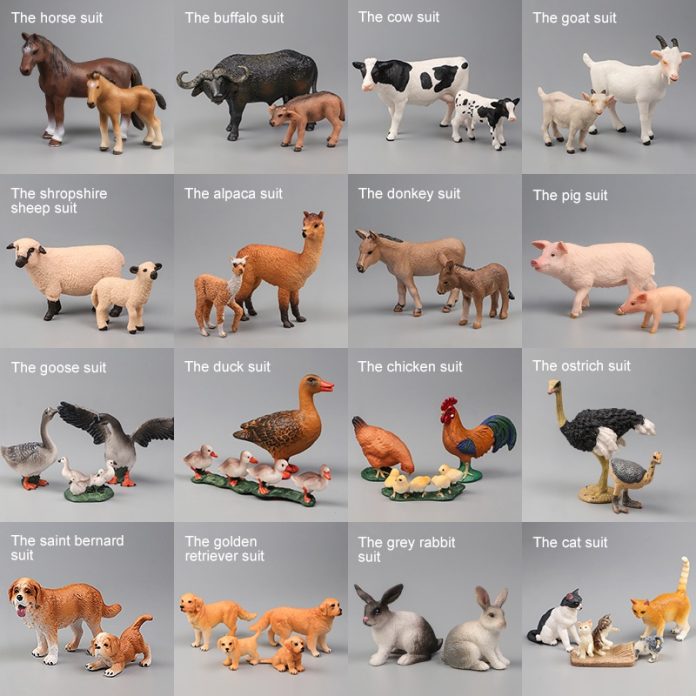 The horse suit
The buffalo suit
The cow suit
The goat suit
The shropshire
sheep suit
The alpaca suit
The donkey suit
The pig suit
The goose suit
The duck suit
The chicken suit
The ostrich suit
The saint bernard
suit
The golden
retriever suit
The grey rabbit
suit
The cat suit